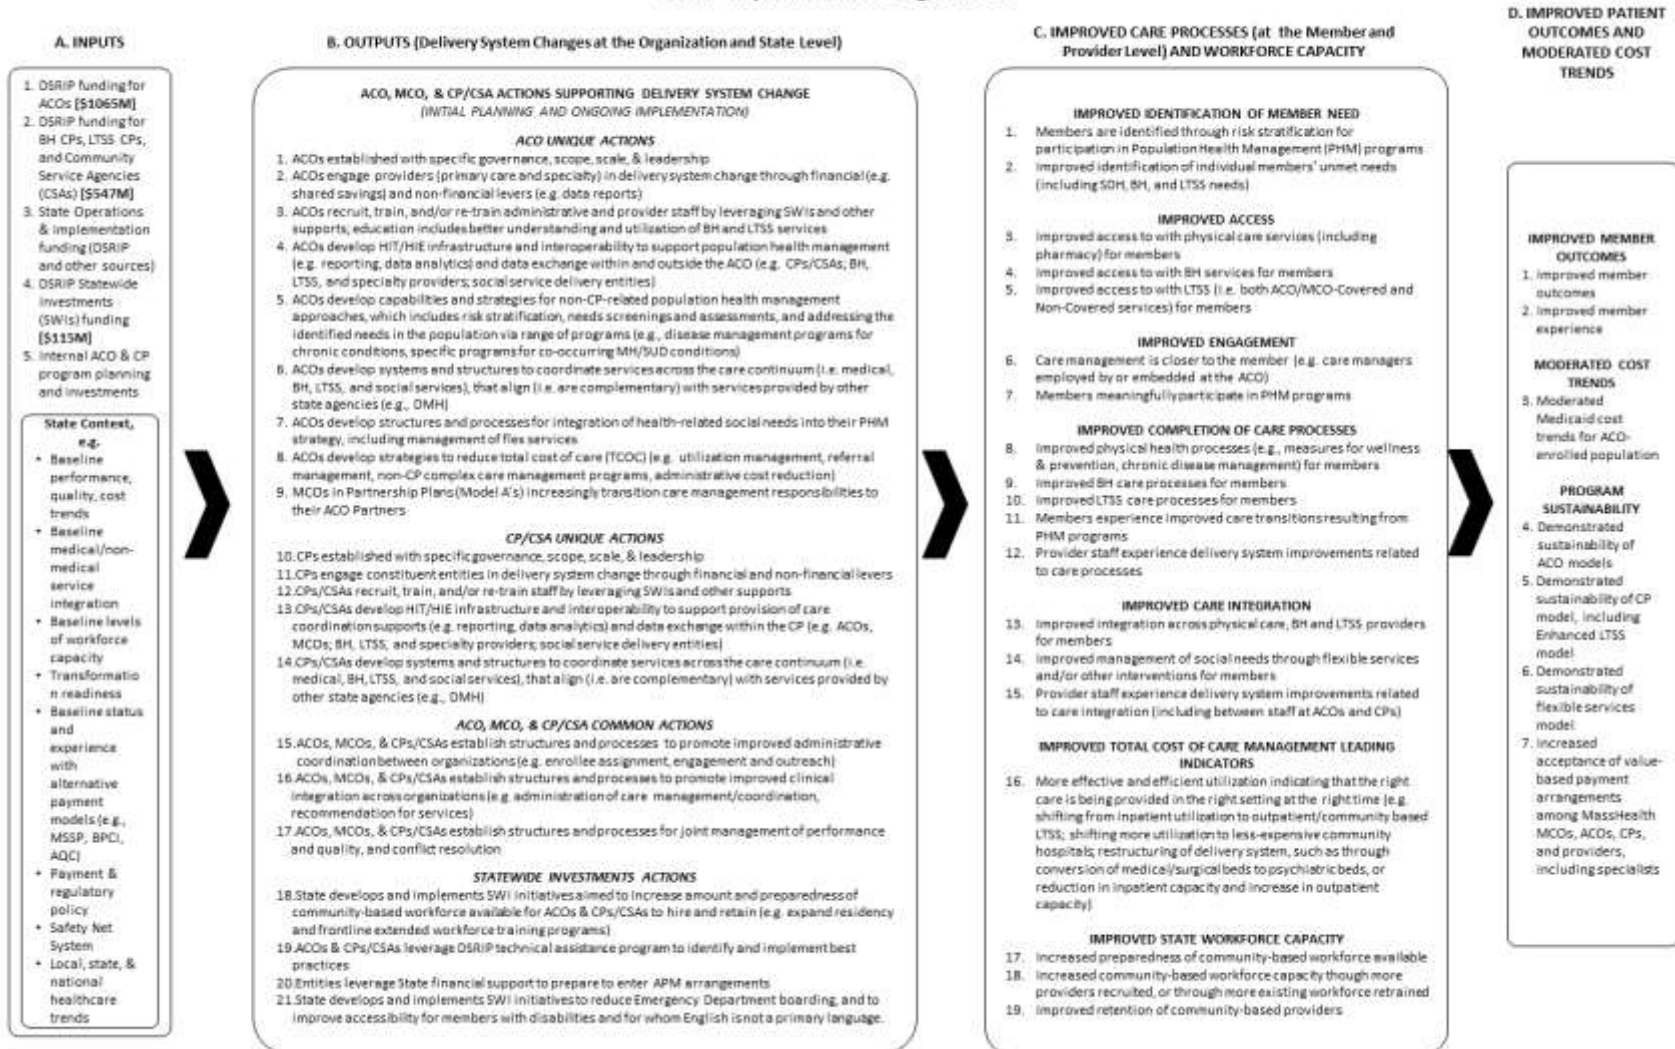 A. INPUTS
1. DSRIP funding for
ACOs [$1065M]
2. DSRIP funding for
BH CPs, LTSS CPs,
and Community
Service Agencies
(CSAs) [$547M]
3. State Operations
& Implementation
funding (DSRIP
and other sources)
4. DSRIP Statewide
Investments
(SWIs) funding
[$115M]
5. Internal ACO & CP
program planning
and investments
State Context,
e.g.
• Baseline
performance,
quality, cost
trends
• Baseline
medical/non-
medical
service
integration
• Baseline levels
of workforce
capacity
• Transformatio
n readiness
• Baseline status
and
experience
with
alternative
payment
models (e.g.,
MSSP, BPCI,
AQC)
• Payment &
regulatory
policy
• Safety Net
System
• Local, state, &
national
healthcare
trends
B. OUTPUTS (Delivery System Changes at the Organization and State Level)
ACO, MCO, & CP/CSA ACTIONS SUPPORTING DELIVERY SYSTEM CHANGE
(INITIAL PLANNING AND ONGOING IMPLEMENTATION)
ACO UNIQUE ACTIONS
1. ACOs established with specific governance, scope, scale, & leadership
2. ACOs engage providers (primary care and specialty) in delivery system change through financial (e.g.
shared savings) and non-financial levers (e.g. data reports)
3. ACOs recruit, train, and/or re-train administrative and provider staff by leveraging SWIs and other
supports, education includes better understanding and utilization of BH and LTSS services
4. ACOs develop HIT/HIE infrastructure and interoperability to support population health management
(e.g. reporting, data analytics) and data exchange within and outside the ACO (e.g. CPs/CSAs; BH,
LTSS, and specialty providers; social service delivery entities)
5. ACOs develop capabilities and strategies for non-CP-related population health management
approaches, which includes risk stratification, needs screenings and assessments, and addressing the
identified needs in the population via range of programs (e.g., disease management programs for
chronic conditions, specific programs for co-occurring MH/SUD conditions)
6. ACOs develop systems and structures to coordinate services across the care continuum (i.e. medical,
BH, LTSS, and social services), that align (i.e. are complementary) with services provided by other
state agencies (e.g., DMH)
7. ACOs develop structures and processes for integration of health-related social needs into their PHM
strategy, including management of flex services
8. ACOs develop strategies to reduce total cost of care (TCOC) (e.g. utilization management, referral
management, non-CP complex care management programs, administrative cost reduction)
9. MCOs in Partnership Plans (Model A's) increasingly transition care management responsibilities to
their ACO Partners
CP/CSA UNIQUE ACTIONS
10.CPs established with specific governance, scope, scale, & leadership
11.CPs engage constituent entities in delivery system change through financial and non-financial levers
12.CPs/CSAs recruit, train, and/or re-train staff by leveraging SWIs and other supports
13.CPs/CSAs develop HIT/HIE infrastructure and interoperability to support provision of care
coordination supports (e.g. reporting, data analytics) and data exchange within the CP (e.g. ACOs,
MCOs; BH, LTSS, and specialty providers; social service delivery entities)
14.CPs/CSAs develop systems and structures to coordinate services across the care continuum (i.e.
medical, BH, LTSS, and social services), that align (i.e. are complementary) with services provided by
other state agencies (e.g., DMH)
ACO, MCO, & CP/CSA COMMON ACTIONS
15.ACOs, MCOs, & CPs/CSAs establish structures and processes to promote improved administrative
coordination between organizations (e.g. enrollee assignment, engagement and outreach)
16.ACOs, MCOs, & CPs/CSAs establish structures and processes to promote improved clinical
integration across organizations (e.g. administration of care management/coordination,
recommendation for services)
17.ACOs, MCOs, & CPs/CSAs establish structures and processes for joint management of performance
and quality, and conflict resolution
STATEWIDE INVESTMENTS ACTIONS
18.State develops and implements SWI initiatives aimed to increase amount and preparedness of
community-based workforce available for ACOs & CPs/CSAs to hire and retain (e.g. expand residency
and frontline extended workforce training programs)
19.ACOs & CPs/CSAs leverage DSRIP technical assistance program to identify and implement best
practices
20.Entities leverage State financial support to prepare to enter APM arrangements
21.State develops and implements SWI initiatives to reduce Emergency Department boarding, and to
improve accessibility for members with disabilities and for whom English is not a primary language.
C. IMPROVED CARE PROCESSES (at the Member and
Provider Level) AND WORKFORCE CAPACITY
IMPROVED IDENTIFICATION OF MEMBER NEED
1. Members are identified through risk stratification for
participation in Population Health Management (PHM) programs
2. Improved identification of individual members' unmet needs
(including SDH, BH, and LTSS needs)
IMPROVED ACCESS
3. Improved access to with physical care services (including
pharmacy) for members
4. Improved access to with BH services for members
5. Improved access to with LTSS (i.e. both ACO/MCO-Covered and
Non-Covered services) for members
IMPROVED ENGAGEMENT
6. Care management is closer to the member (e.g. care managers
employed by or embedded at the ACO)
7. Members meaningfully participate in PHM programs
IMPROVED COMPLETION OF CARE PROCESSES
8. Improved physical health processes (e.g., measures for wellness
& prevention, chronic disease management) for members
9. Improved BH care processes for members
10. Improved LTSS care processes for members
11. Members experience improved care transitions resulting from
PHM programs
12. Provider staff experience delivery system improvements related
to care processes
IMPROVED CARE INTEGRATION
13. Improved integration across physical care, BH and LTSS providers
for members
14. Improved management of social needs through flexible services
and/or other interventions for members
15. Provider staff experience delivery system improvements related
to care integration (including between staff at ACOs and CPs)
IMPROVED TOTAL COST OF CARE MANAGEMENT LEADING
INDICATORS
16. More effective and efficient utilization indicating that the right
care is being provided in the right setting at the right time (e.g.
shifting from inpatient utilization to outpatient/community based
LTSS; shifting more utilization to less-expensive community
hospitals; restructuring of delivery system, such as through
conversion of medical/surgical beds to psychiatric beds, or
reduction in inpatient capacity and increase in outpatient
capacity)
IMPROVED STATE WORKFORCE CAPACITY
17. Increased preparedness of community-based workforce available
18. Increased community-based workforce capacity though more
providers recruited, or through more existing workforce retrained
19. Improved retention of community-based providers
D. IMPROVED PATIENT
OUTCOMES AND
MODERATED COST
TRENDS
IMPROVED MEMBER
OUTCOMES
1. Improved member
outcomes
2. Improved member
experience
MODERATED COST
TRENDS
3. Moderated
Medicaid cost
trends for ACO-
enrolled population
PROGRAM
SUSTAINABILITY
4. Demonstrated
sustainability of
ACO models
5. Demonstrated
sustainability of CP
model, including
Enhanced LTSS
model
6. Demonstrated
sustainability of
flexible services
model
7. Increased
acceptance of value-
based payment
arrangements
among MassHealth
MCOs, ACOs, CPs,
and providers,
including specialists